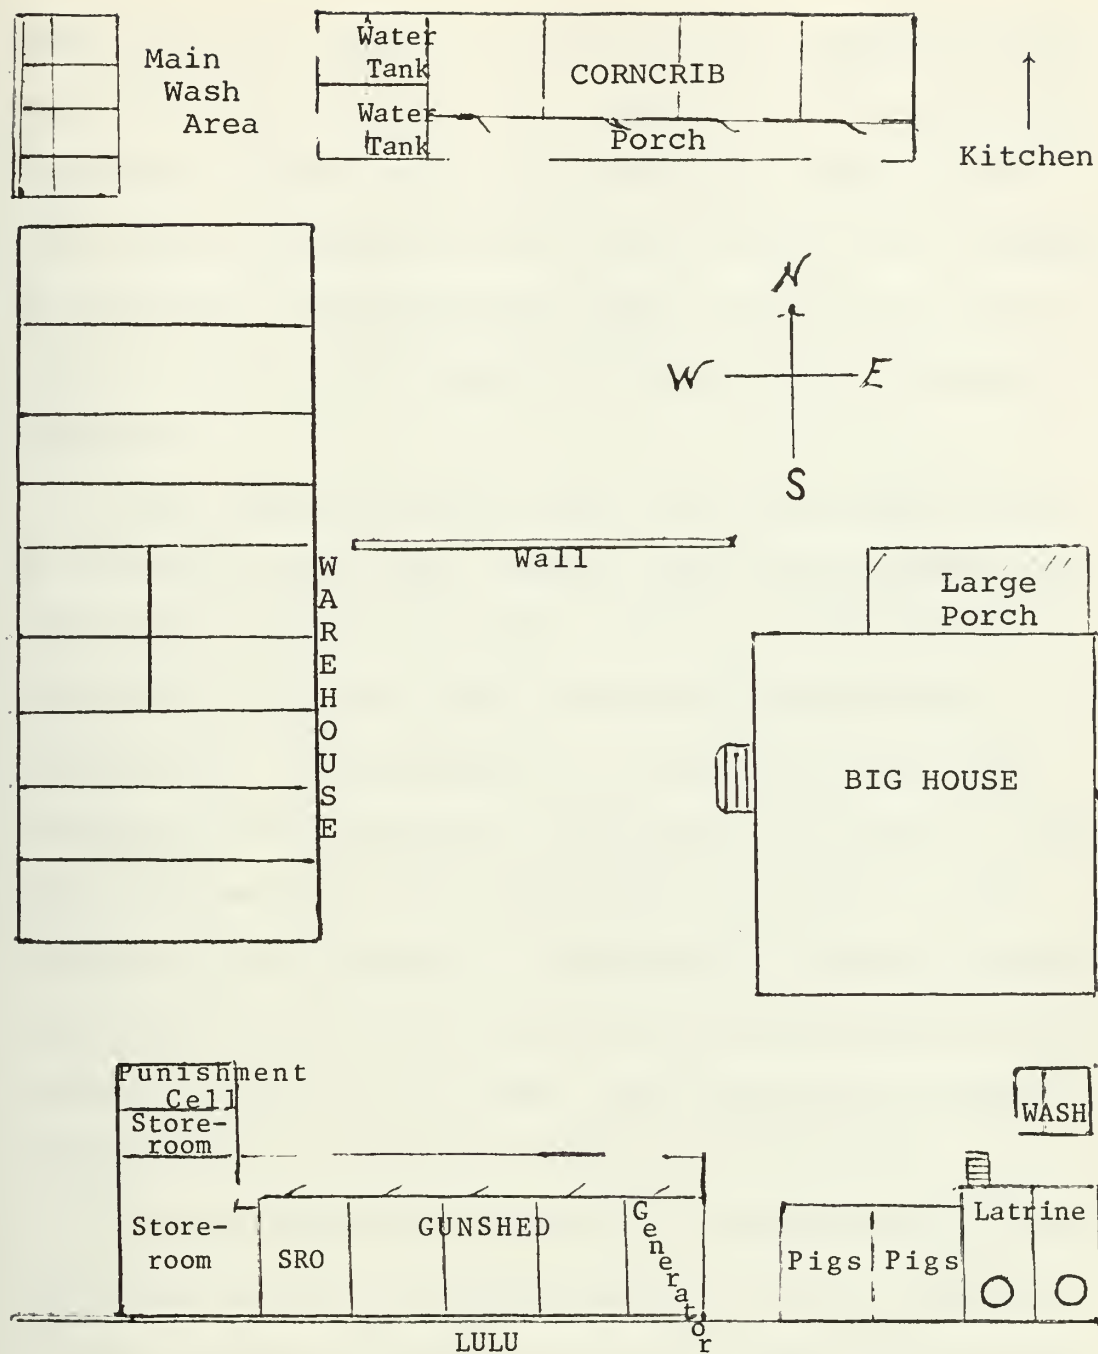 Main
Wash
Area
Water
Tank
Water
Tank
CORNCRIB
Porch
Kitchen
N
W
E
S
Wall
WAREHOUSE
Large
Porch
BIG HOUSE
Punishment
Cell
Store-
room
Store-
room
SRO
GUNSHED
Generator
LULU
Pigs
Pigs
WASH
Latrine